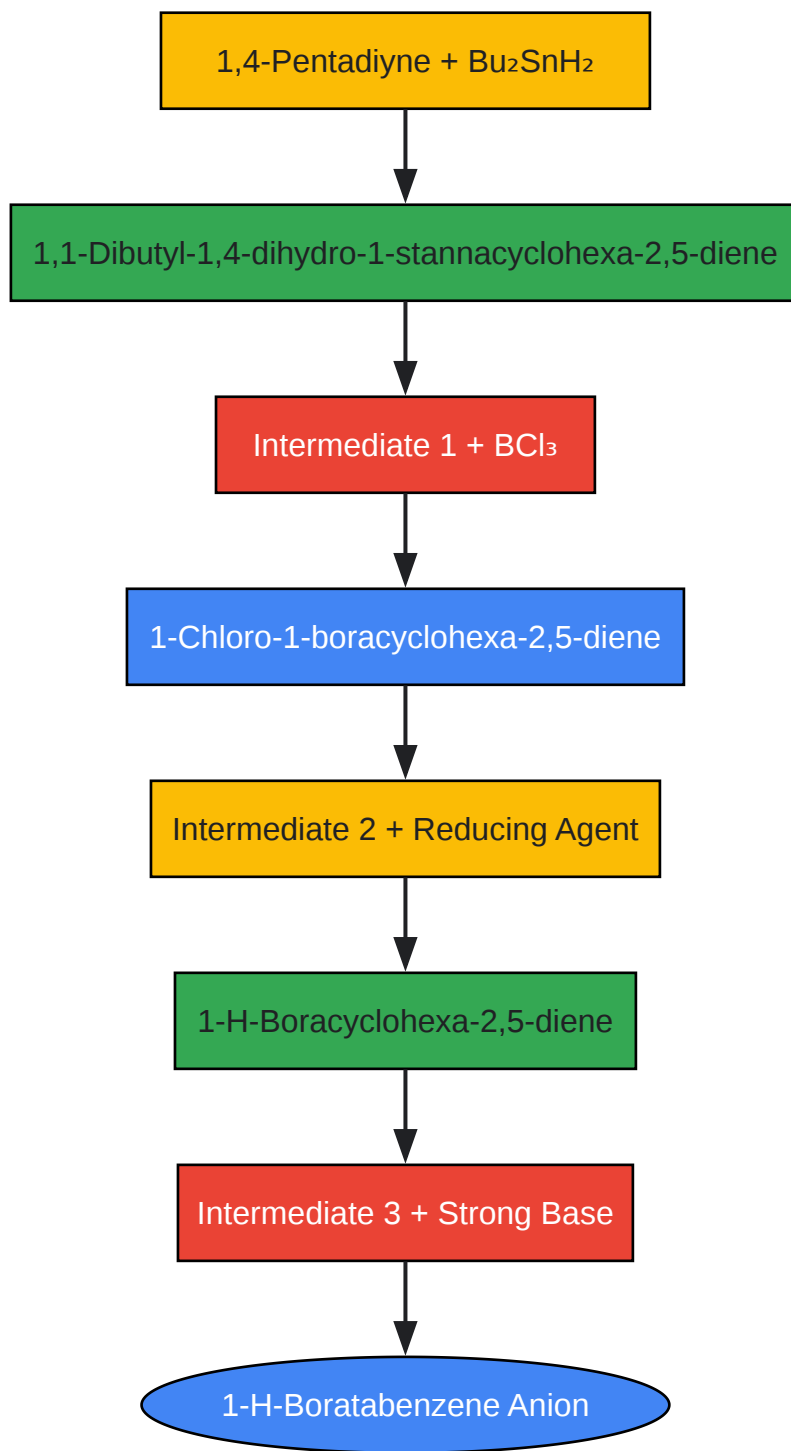 1,4-Pentadiyne + Bu₂SnH₂
1,1-Dibutyl-1,4-dihydro-1-stannacyclohexa-2,5-diene
Intermediate 1 + BCl₃
1-Chloro-1-boracyclohexa-2,5-diene
Intermediate 2 + Reducing Agent
1-H-Boracyclohexa-2,5-diene
Intermediate 3 + Strong Base
1-H-Boratabenzene Anion